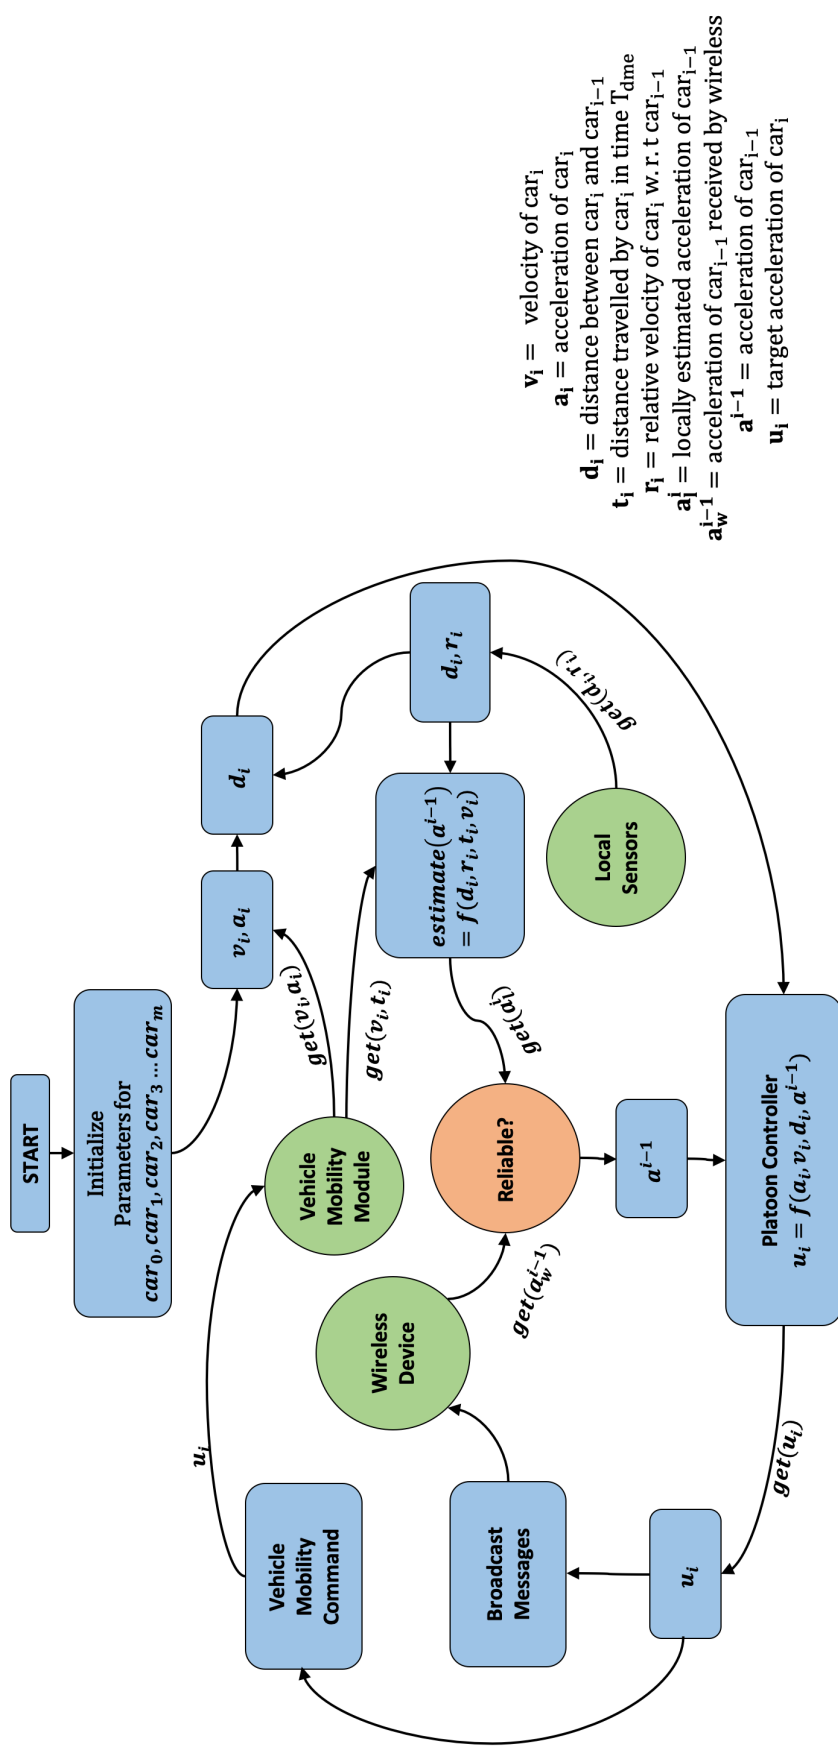 START
Initialize
Parameters for
car₀, car₁, car₂, car₃ … carₘ
vᵢ, aᵢ
dᵢ
get(vᵢ, aᵢ)
get(vᵢ, tᵢ)
uᵢ
Vehicle
Mobility
Module
Vehicle
Mobility
Command
dᵢ, rᵢ
estimate(aⁱ⁻¹)
= f(dᵢ, rᵢ, tᵢ, vᵢ)
get(dᵢ, rᵢ)
Local
Sensors
get(aᵢⁱ)
Reliable?
Wireless
Device
get(a_wⁱ⁻¹)
Broadcast
Messages
aⁱ⁻¹
Platoon Controller
uᵢ = f(aᵢ, vᵢ, dᵢ, aⁱ⁻¹)
get(uᵢ)
uᵢ
vᵢ = velocity of carᵢ
aᵢ = acceleration of carᵢ
dᵢ = distance between carᵢ and carᵢ₋₁
tᵢ = distance travelled by carᵢ in time T_dme
rᵢ = relative velocity of carᵢ w. r. t carᵢ₋₁
aᵢⁱ = locally estimated acceleration of carᵢ₋₁
a_wⁱ⁻¹ = acceleration of carᵢ₋₁ received by wireless
aⁱ⁻¹ = acceleration of carᵢ₋₁
uᵢ = target acceleration of carᵢ